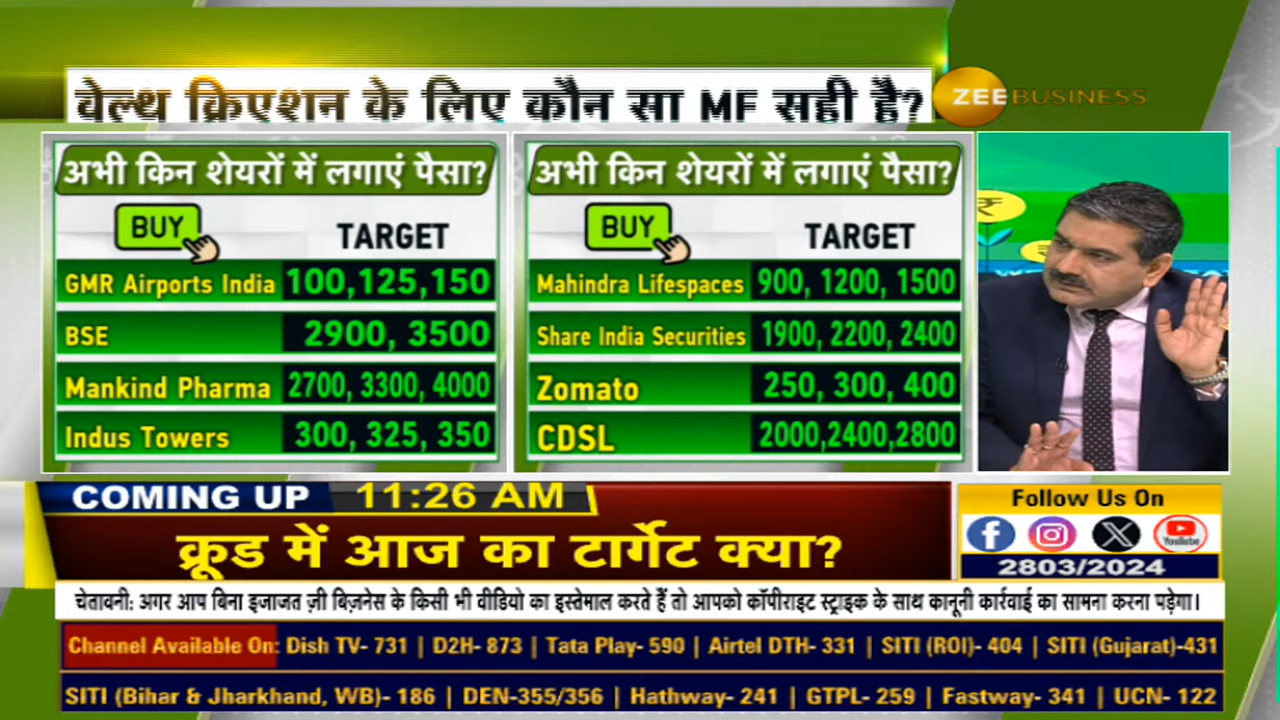 वेल्थ क्रिएशन के लिए कौन सा MF सही है?
ZEE BUSINESS
अभी किन शेयरों में लगाएं पैसा?
BUY TARGET
GMR Airports India 100,125,150
BSE 2900, 3500
Mankind Pharma 2700, 3300, 4000
Indus Towers 300, 325, 350
अभी किन शेयरों में लगाएं पैसा?
BUY TARGET
Mahindra Lifespaces 900, 1200, 1500
Share India Securities 1900, 2200, 2400
Zomato 250, 300, 400
CDSL 2000,2400,2800
COMING UP 11:26 AM
क्रूड में आज का टार्गेट क्या?
Follow Us On
YouTube
2803/2024
चेतावनी: अगर आप बिना इजाजत ज़ी बिज़नेस के किसी भी वीडियो का इस्तेमाल करते हैं तो आपको कॉपीराइट स्ट्राइक के साथ कानूनी कार्रवाई का सामना करना पड़ेगा।
Channel Available On: Dish TV- 731 | D2H- 873 | Tata Play- 590 | Airtel DTH- 331 | SITI (ROI)- 404 | SITI (Gujarat)-431
SITI (Bihar & Jharkhand, WB)- 186 | DEN-355/356 | Hathway- 241 | GTPL- 259 | Fastway- 341 | UCN- 122